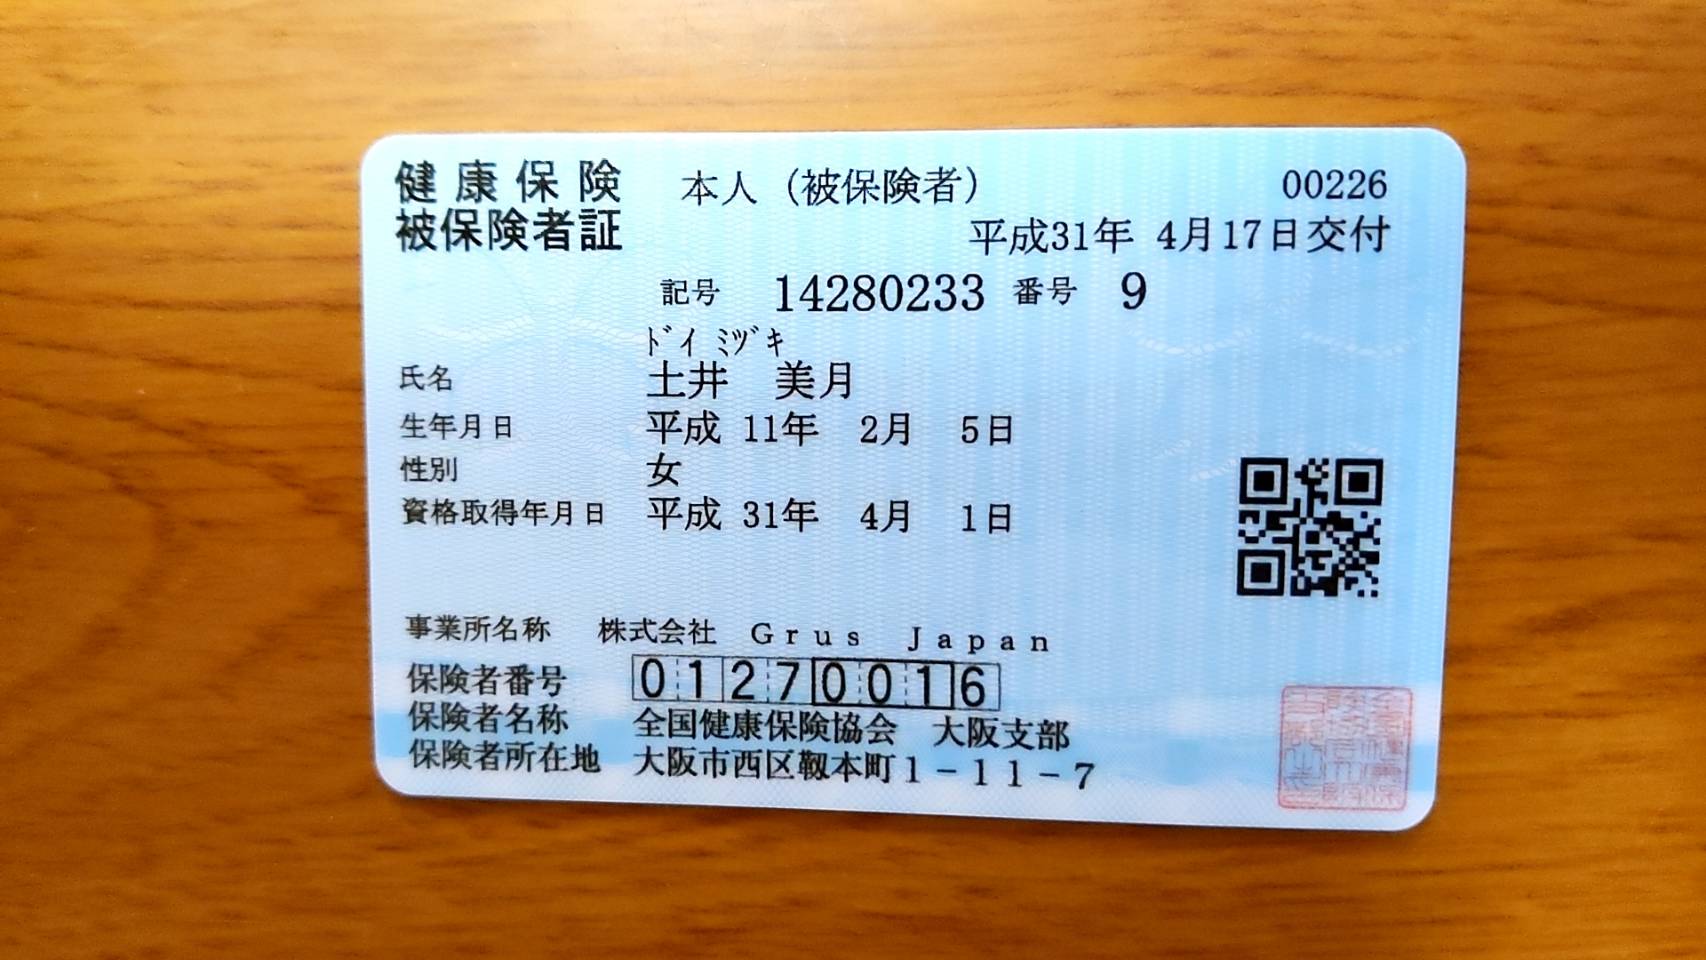 健康保険 本人（被保険者） 00226
被保険者証 平成31年 4月17日交付
記号 14280233 番号 9
ﾄﾞｲ ﾐﾂﾞｷ
氏名 土井 美月
生年月日 平成 11年 2月 5日
性別 女
資格取得年月日 平成 31年 4月 1日
事業所名称 株式会社 Ｇｒｕｓ Ｊａｐａｎ
保険者番号 01270016
保険者名称 全国健康保険協会 大阪支部
保険者所在地 大阪市西区靱本町１－１１－７